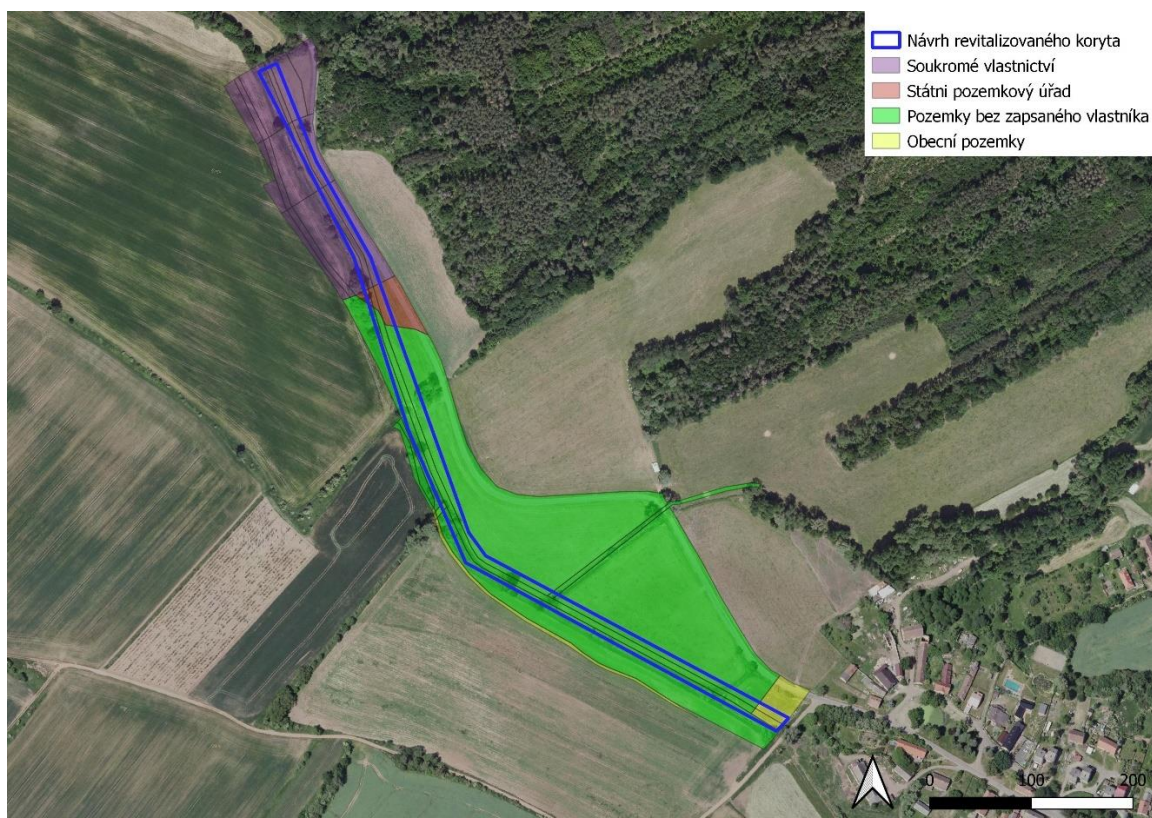 Návrh revitalizovaného koryta
Soukromé vlastnictví
Státni pozemkový úřad
Pozemky bez zapsaného vlastníka
Obecní pozemky
0 100 200